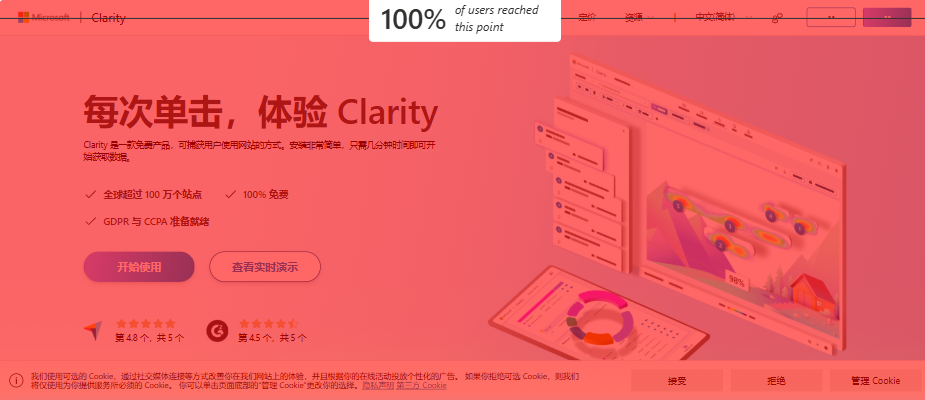 Microsoft | Clarity
100% of users reached
this point
定价 资源 | 中文(简体)
每次单击，体验 Clarity
Clarity 是一款免费产品，可捕获用户使用网站的方式。安装非常简单，只需几分钟时间即可开
始获取数据。
全球超过 100 万个站点 100% 免费
GDPR 与 CCPA 准备就绪
开始使用 查看实时演示
第 4.8 个，共 5 个 第 4.5 个，共 5 个
98%
我们使用可选的 Cookie，通过社交媒体连接等方式改善你在我们网站上的体验，并且根据你的在线活动投放个性化的广告。 如果你拒绝可选 Cookie，则我们
将仅使用为你提供服务所必须的 Cookie。 你可以单击页面底部的"管理 Cookie"更改你的选择。隐私声明 第三方 Cookie
接受 拒绝 管理 Cookie